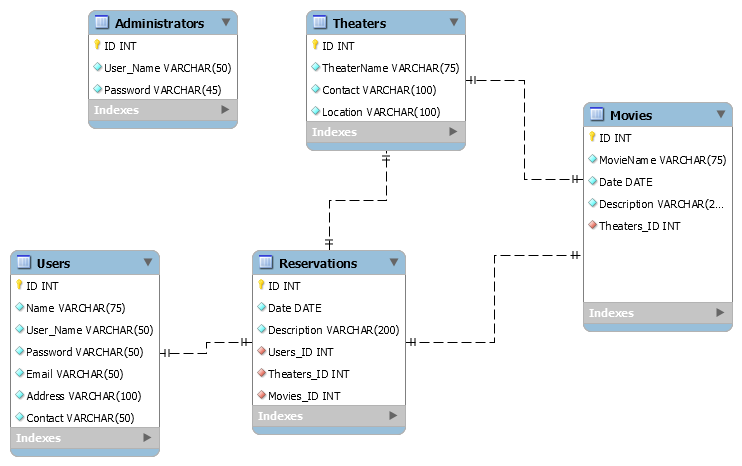 Administrators
ID INT
User_Name VARCHAR(50)
Password VARCHAR(45)
Indexes
Theaters
ID INT
TheaterName VARCHAR(75)
Contact VARCHAR(100)
Location VARCHAR(100)
Indexes
Movies
ID INT
MovieName VARCHAR(75)
Date DATE
Description VARCHAR(2...
Theaters_ID INT
Indexes
Users
ID INT
Name VARCHAR(75)
User_Name VARCHAR(50)
Password VARCHAR(50)
Email VARCHAR(50)
Address VARCHAR(100)
Contact VARCHAR(50)
Indexes
Reservations
ID INT
Date DATE
Description VARCHAR(200)
Users_ID INT
Theaters_ID INT
Movies_ID INT
Indexes